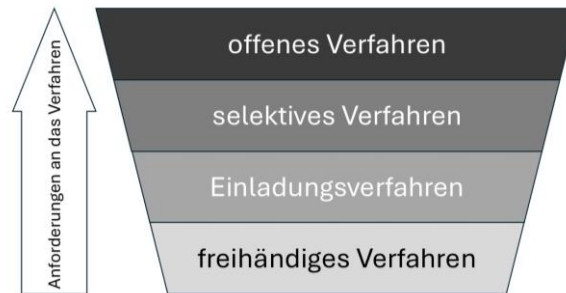 offenes Verfahren
selektives Verfahren
Einladungsverfahren
freihändiges Verfahren
Anforderungen an das Verfahren